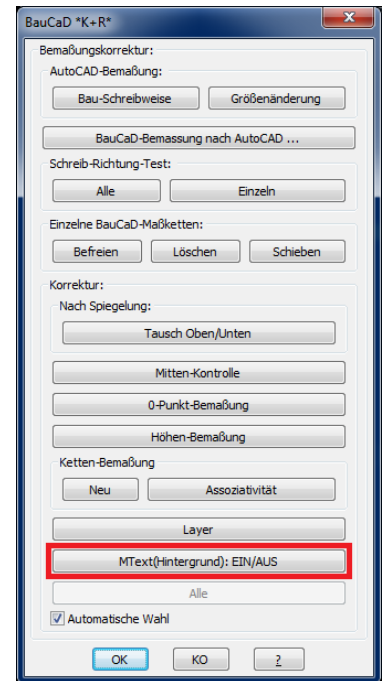 BauCaD *K+R*
Bemaßungskorrektur:
AutoCAD-Bemaßung:
Bau-Schreibweise Größenänderung
BauCaD-Bemassung nach AutoCAD ...
Schreib-Richtung-Test:
Alle Einzeln
Einzelne BauCaD-Maßketten:
Befreien Löschen Schieben
Korrektur:
Nach Spiegelung:
Tausch Oben/Unten
Mitten-Kontrolle
0-Punkt-Bemaßung
Höhen-Bemaßung
Ketten-Bemaßung
Neu Assoziativität
Layer
MText(Hintergrund): EIN/AUS
Alle
Automatische Wahl
OK KO ?